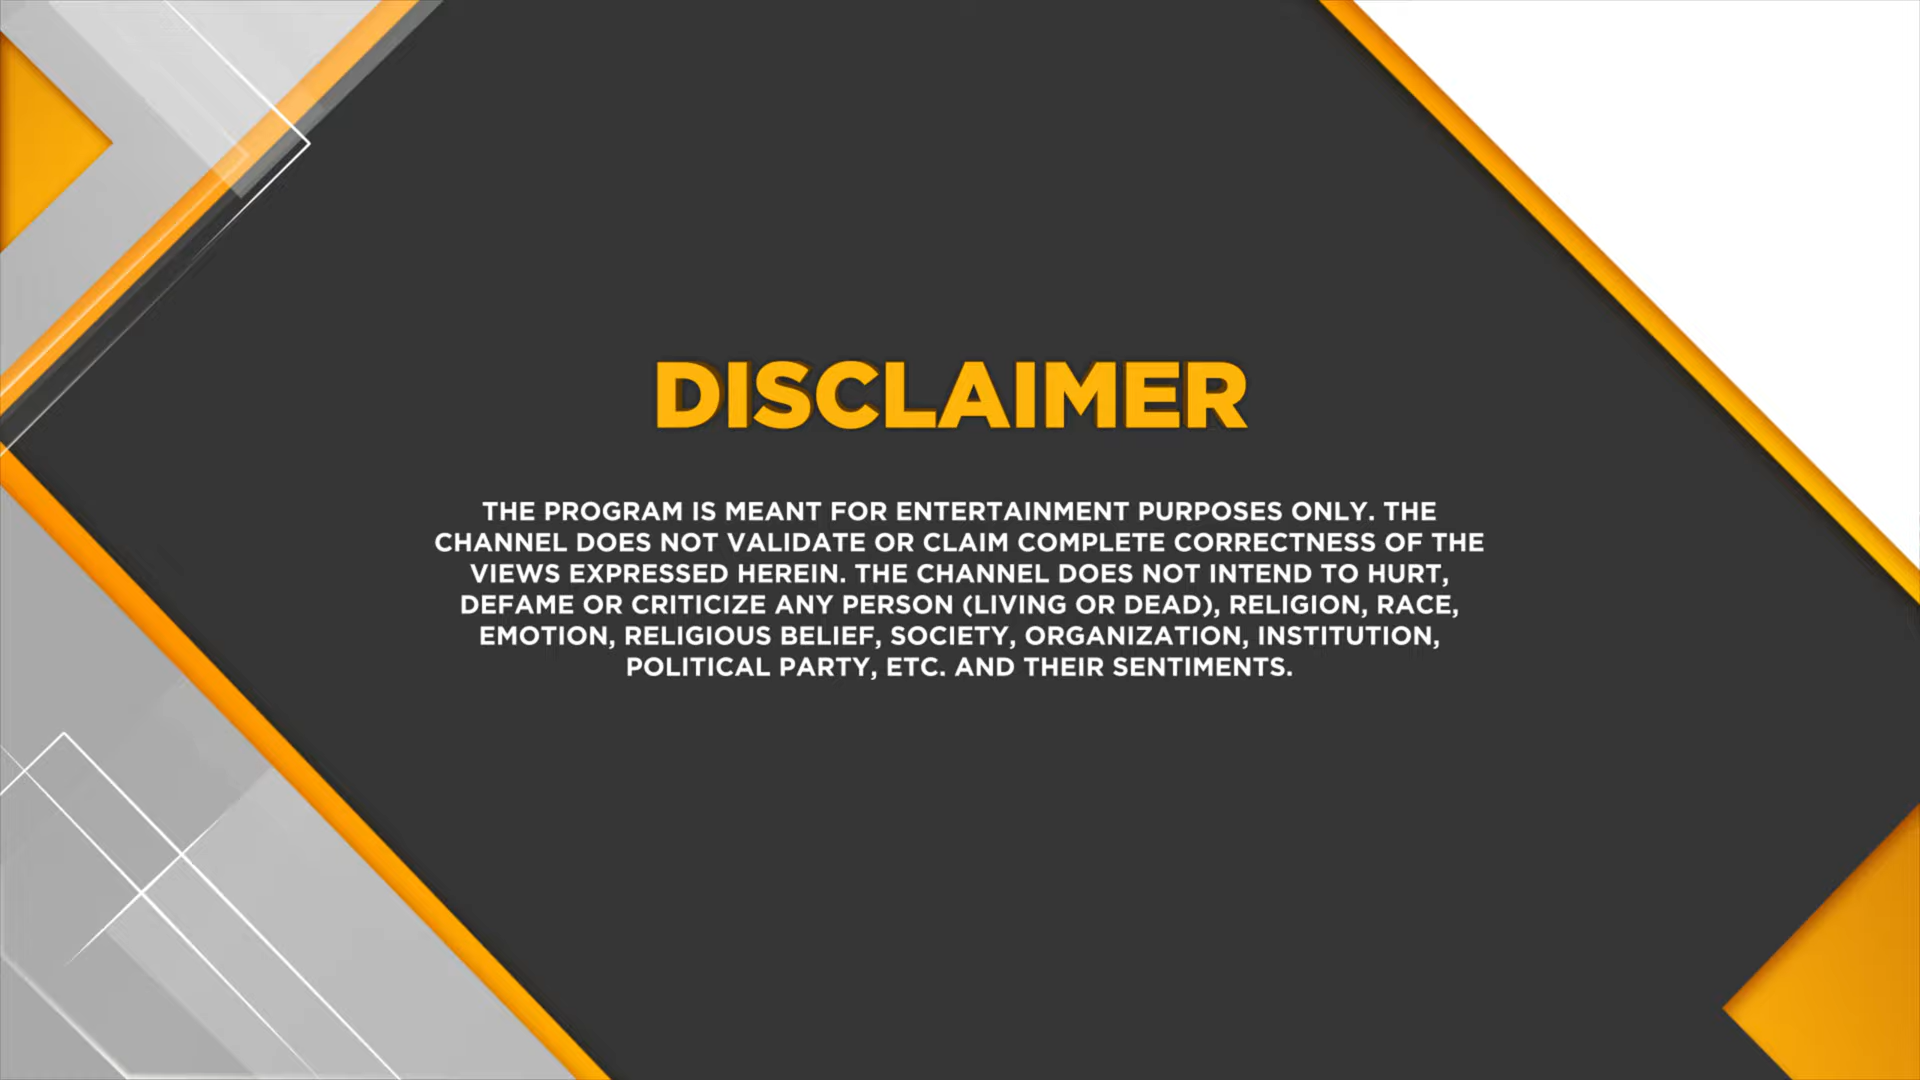 DISCLAIMER
THE PROGRAM IS MEANT FOR ENTERTAINMENT PURPOSES ONLY. THE
CHANNEL DOES NOT VALIDATE OR CLAIM COMPLETE CORRECTNESS OF THE
VIEWS EXPRESSED HEREIN. THE CHANNEL DOES NOT INTEND TO HURT,
DEFAME OR CRITICIZE ANY PERSON (LIVING OR DEAD), RELIGION, RACE,
EMOTION, RELIGIOUS BELIEF, SOCIETY, ORGANIZATION, INSTITUTION,
POLITICAL PARTY, ETC. AND THEIR SENTIMENTS.